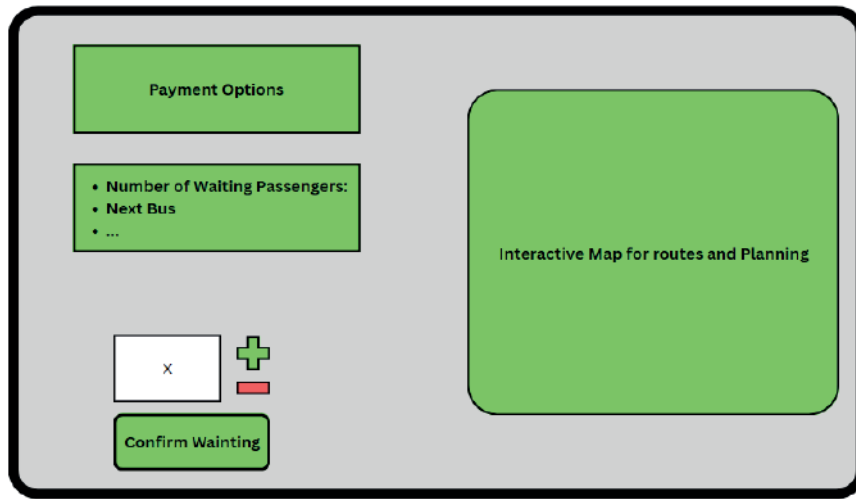 Payment Options
• Number of Waiting Passengers:
• Next Bus
• ...
Interactive Map for routes and Planning
X
Confirm Wainting